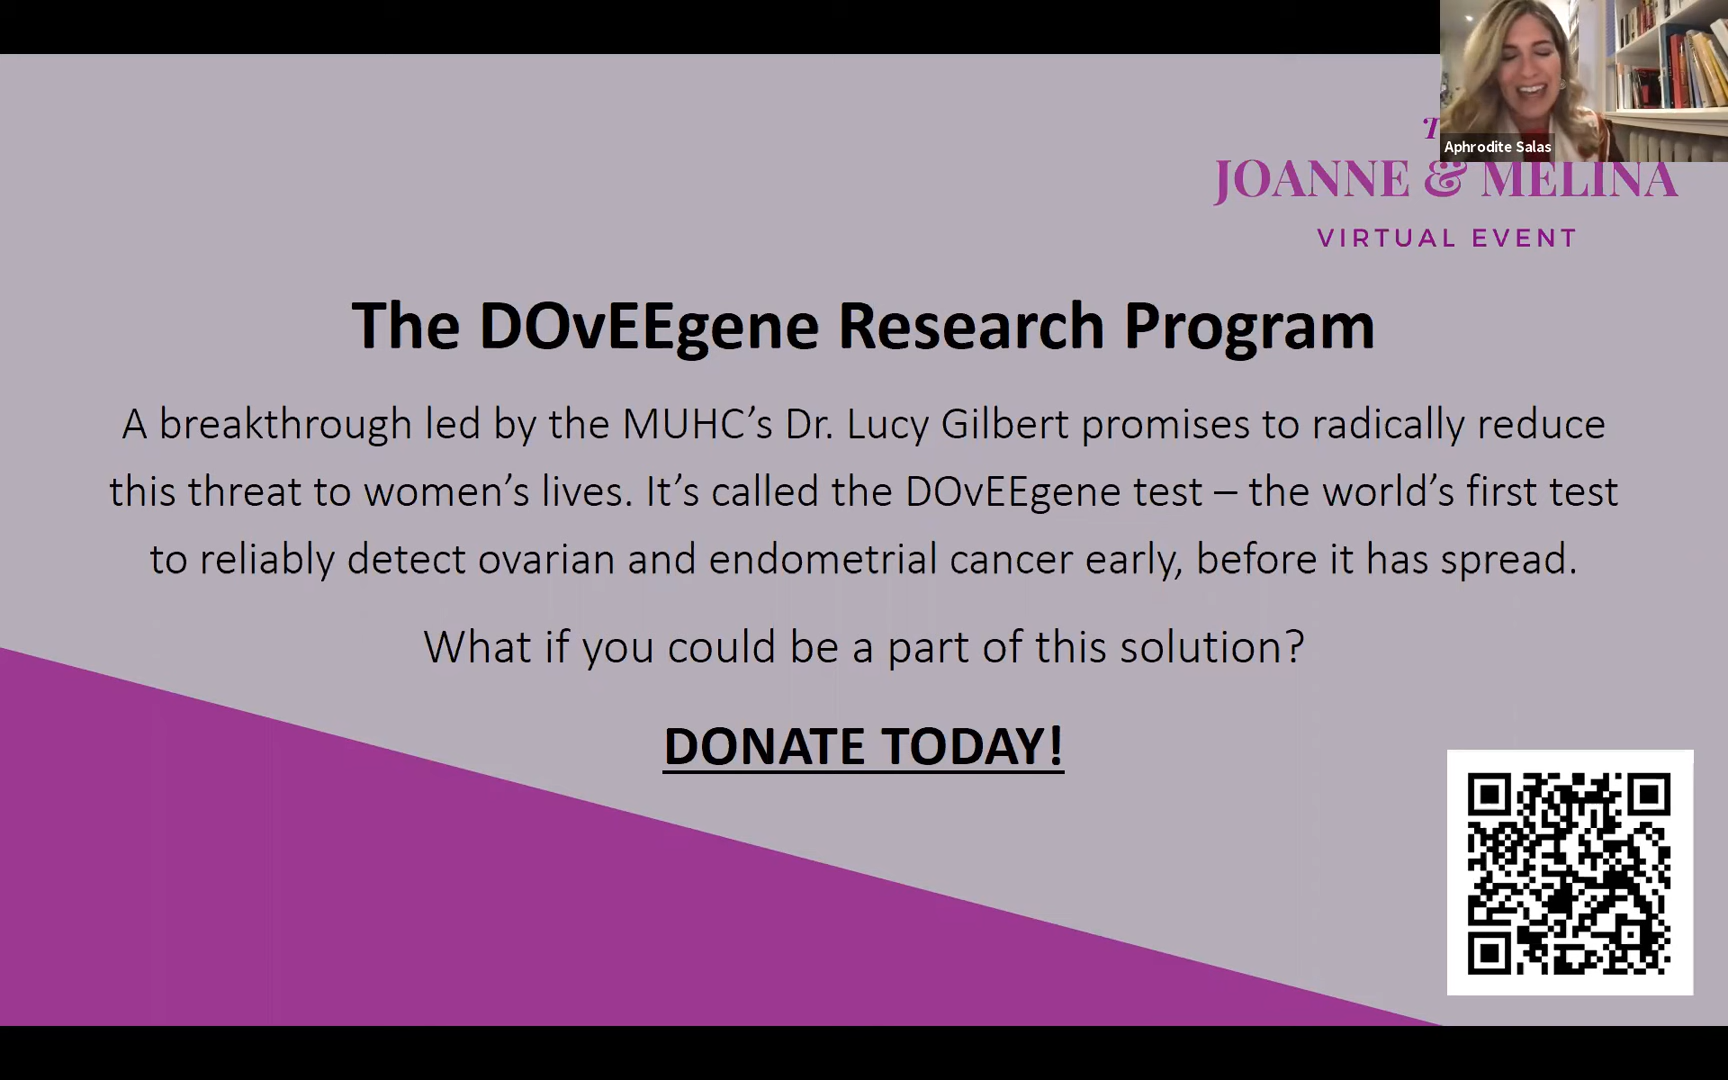 Aphrodite Salas
JOANNE & MELINA
VIRTUAL EVENT
The DOvEEgene Research Program
A breakthrough led by the MUHC’s Dr. Lucy Gilbert promises to radically reduce
this threat to women’s lives. It’s called the DOvEEgene test – the world’s first test
to reliably detect ovarian and endometrial cancer early, before it has spread.
What if you could be a part of this solution?
DONATE TODAY!